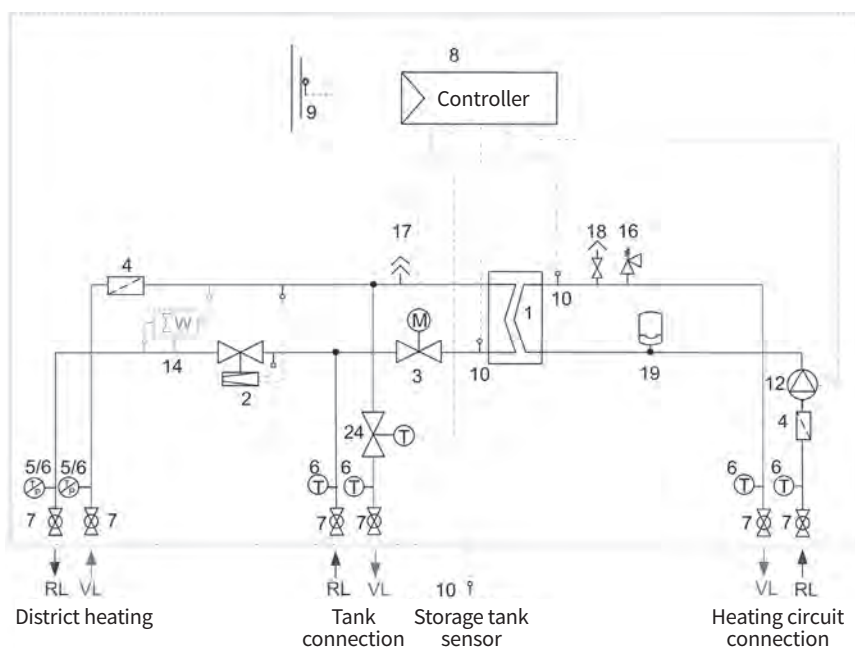 8
Controller
9
17
18
16
4
10
1
ΣW
14
2
M
3
10
19
12
4
24
T
5/6
5/6
6
6
6
6
T/P
T/P
T
T
T
T
7
7
7
7
7
7
RL
VL
RL
VL
10
VL
RL
District heating
Tank
connection
Storage tank
sensor
Heating circuit
connection